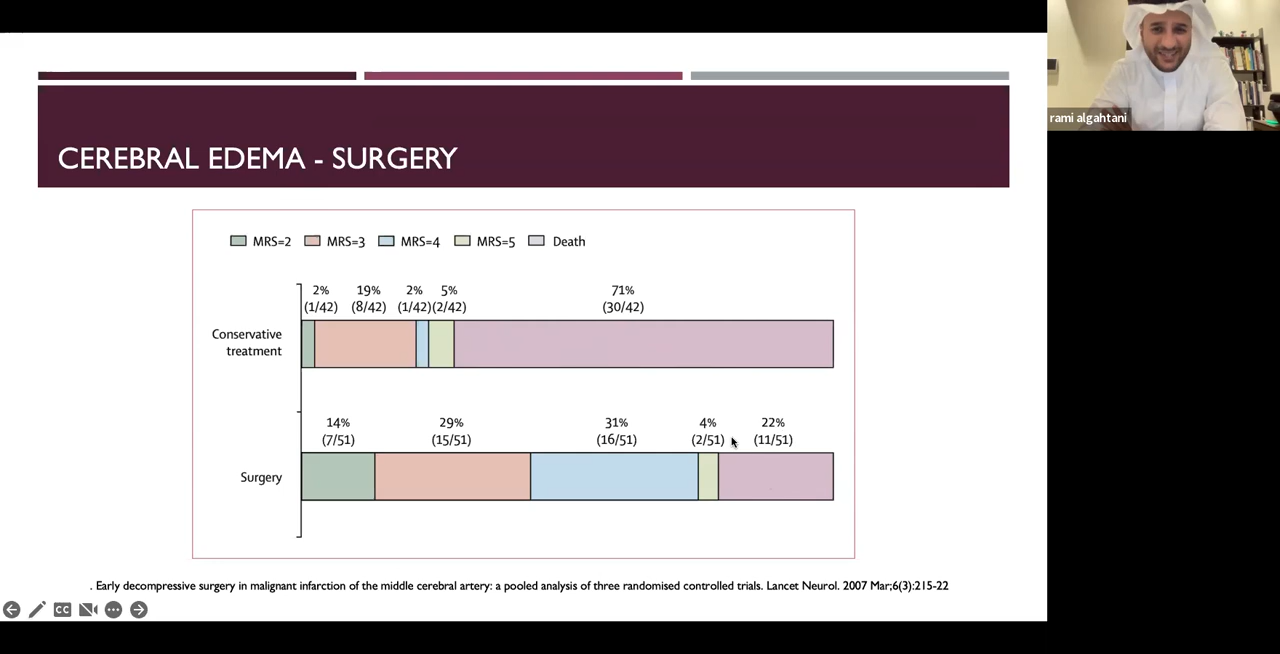 rami algahtani
CEREBRAL EDEMA - SURGERY
MRS=2 MRS=3 MRS=4 MRS=5 Death
2% 19% 2% 5% 71%
(1/42) (8/42) (1/42) (2/42) (30/42)
Conservative
treatment
14% 29% 31% 4% 22%
(7/51) (15/51) (16/51) (2/51) (11/51)
Surgery
. Early decompressive surgery in malignant infarction of the middle cerebral artery: a pooled analysis of three randomised controlled trials. Lancet Neurol. 2007 Mar;6(3):215-22
CC